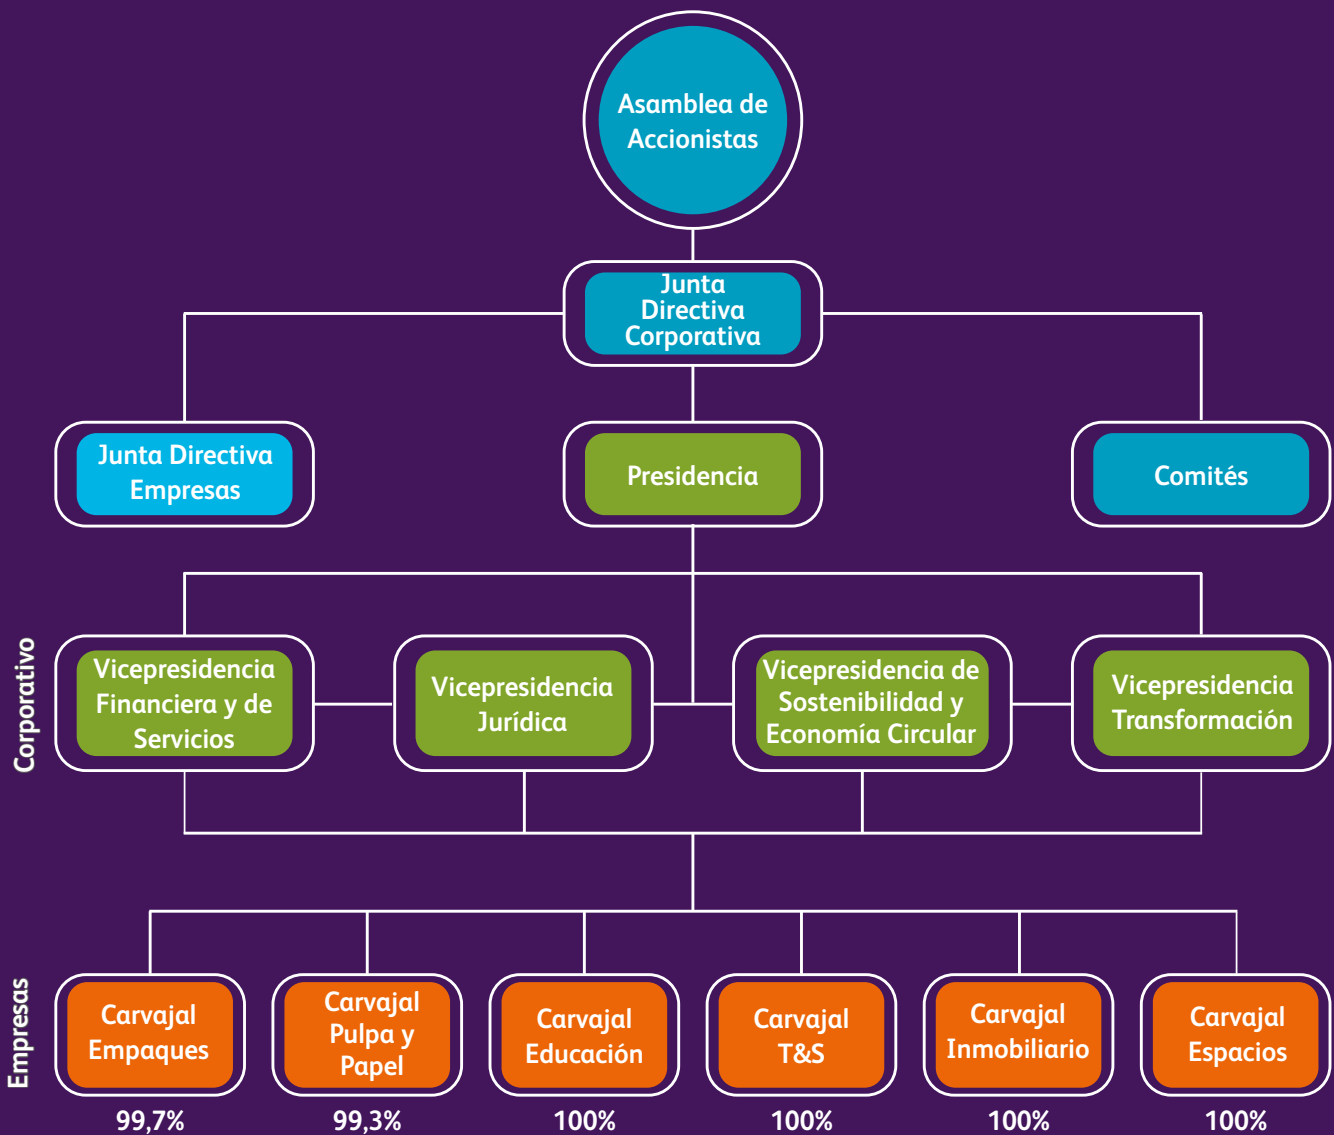 Asamblea de
Accionistas
Junta
Directiva
Corporativa
Junta Directiva
Empresas
Presidencia
Comités
Corporativo
Vicepresidencia
Financiera y de
Servicios
Vicepresidencia
Jurídica
Vicepresidencia de
Sostenibilidad y
Economía Circular
Vicepresidencia
Transformación
Empresas
Carvajal
Empaques
99,7%
Carvajal
Pulpa y
Papel
99,3%
Carvajal
Educación
100%
Carvajal
T&S
100%
Carvajal
Inmobiliario
100%
Carvajal
Espacios
100%